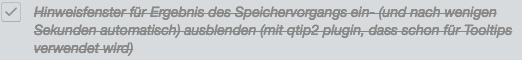 Hinweisfenster für Ergebnis des Speichervorgangs ein- (und nach wenigen
Sekunden automatisch) ausblenden (mit qtip2 plugin, dass schon für Tooltips
verwendet wird)